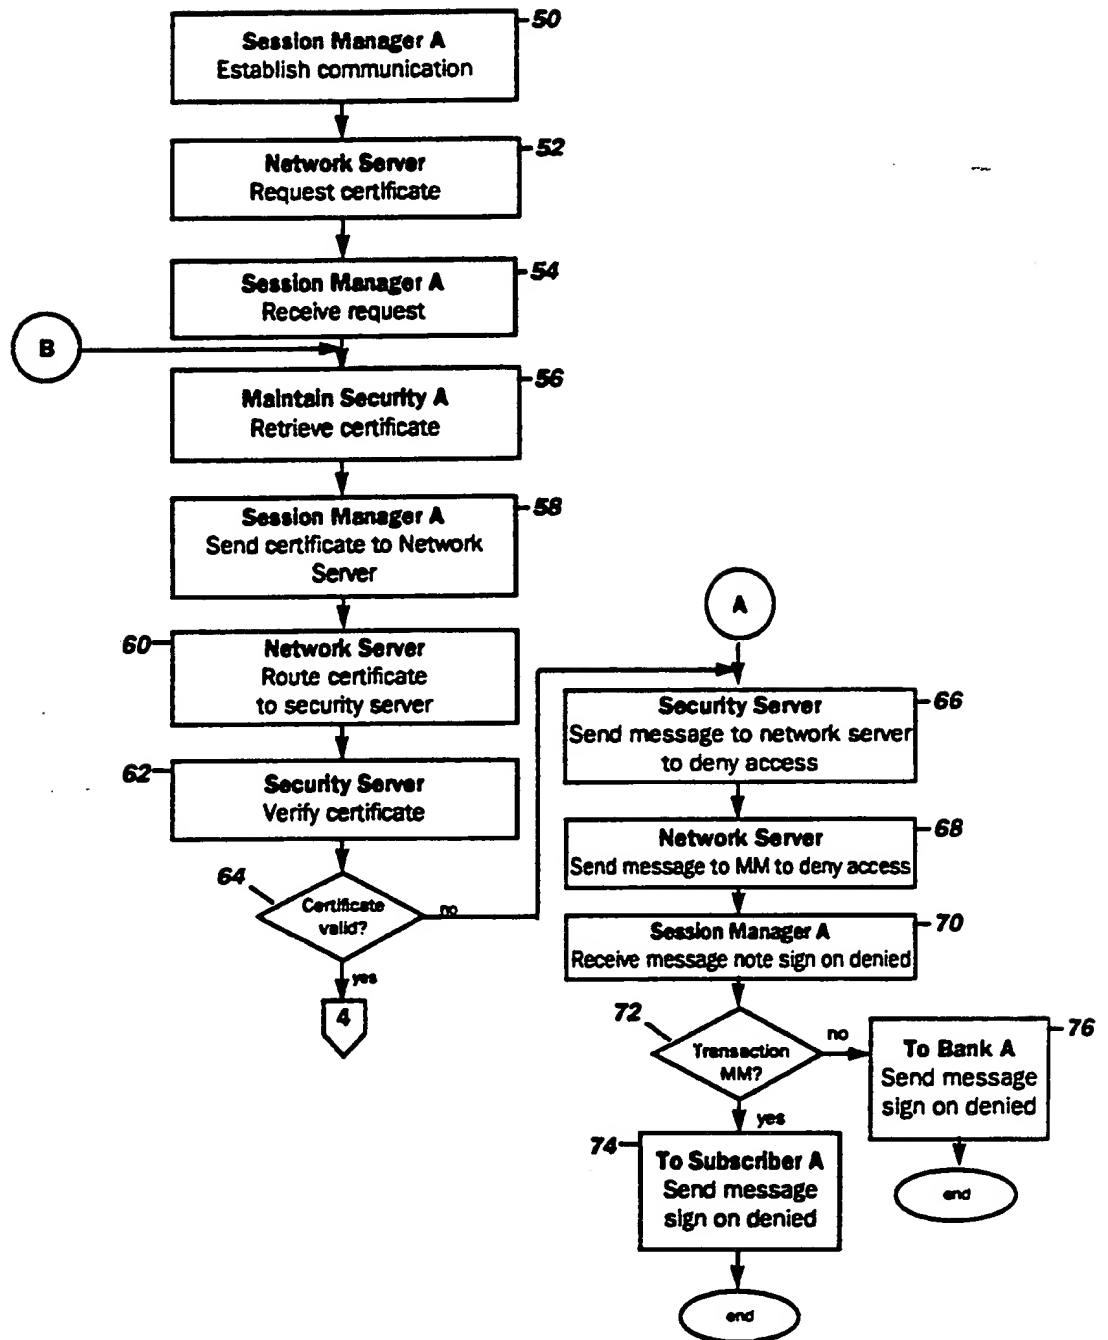 50
Session Manager A
Establish communication
52
Network Server
Request certificate
54
Session Manager A
Receive request
B
56
Maintain Security A
Retrieve certificate
58
Session Manager A
Send certificate to Network
Server
60
Network Server
Route certificate
to security server
62
Security Server
Verify certificate
64
Certificate
valid?
no
yes
4
A
66
Security Server
Send message to network server
to deny access
68
Network Server
Send message to MM to deny access
70
Session Manager A
Receive message note sign on denied
72
Transaction
MM?
no
yes
76
To Bank A
Send message
sign on denied
end
74
To Subscriber A
Send message
sign on denied
end